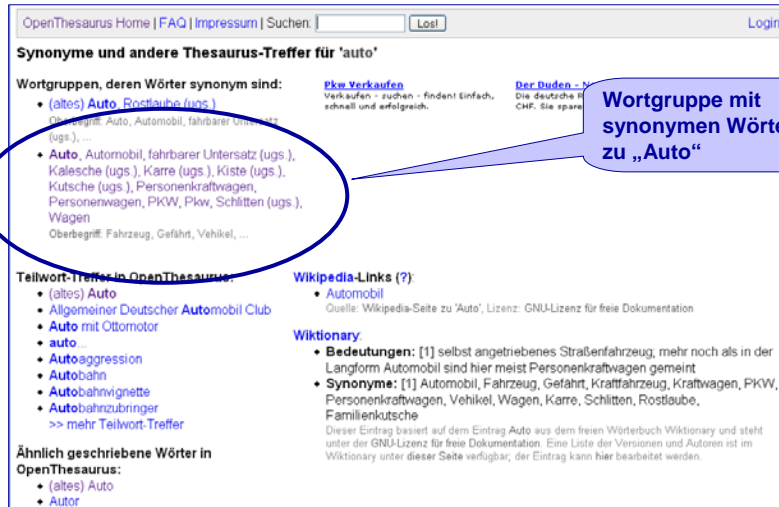 OpenThesaurus Home | FAQ | Impressum | Suchen: Los! Login
Synonyme und andere Thesaurus-Treffer für 'auto'
Wortgruppen, deren Wörter synonym sind:
(altes) Auto, Rostlaube (ugs.)
Oberbegriff: Auto, Automobil, fahrbarer Untersatz
(ugs.), ...
Auto, Automobil, fahrbarer Untersatz (ugs.),
Kalesche (ugs.), Karre (ugs.), Kiste (ugs.),
Kutsche (ugs.), Personenkraftwagen,
Personenwagen, PKW, Pkw, Schlitten (ugs.),
Wagen
Oberbegriff: Fahrzeug, Gefährt, Vehikel, ...
Pkw Verkaufen
Verkaufen - suchen - finden! Einfach,
schnell und erfolgreich.
Der Duden -
Die deutsche
CHF. Sie
Wortgruppe mit
synonymen
zu „Auto“
Teilwort-Treffer in OpenThesaurus:
(altes) Auto
Allgemeiner Deutscher Automobil Club
Auto mit Ottomotor
auto...
Autoaggression
Autobahn
Autobahnvignette
Autobahnzubringer
>> mehr Teilwort-Treffer
Ähnlich geschriebene Wörter in
OpenThesaurus:
(altes) Auto
Autor
Wikipedia-Links (?):
Automobil
Quelle: Wikipedia-Seite zu 'Auto', Lizenz: GNU-Lizenz für freie Dokumentation
Wiktionary:
Bedeutungen: [1] selbst angetriebenes Straßenfahrzeug; mehr noch als in der
Langform Automobil sind hier meist Personenkraftwagen gemeint
Synonyme: [1] Automobil, Fahrzeug, Gefährt, Kraftfahrzeug, Kraftwagen, PKW,
Personenkraftwagen, Vehikel, Wagen, Karre, Schlitten, Rostlaube,
Familienkutsche
Dieser Eintrag basiert auf dem Eintrag Auto aus dem freien Wörterbuch Wiktionary und steht
unter der GNU-Lizenz für freie Dokumentation. Eine Liste der Versionen und Autoren ist im
Wiktionary unter dieser Seite verfügbar; der Eintrag kann hier bearbeitet werden.